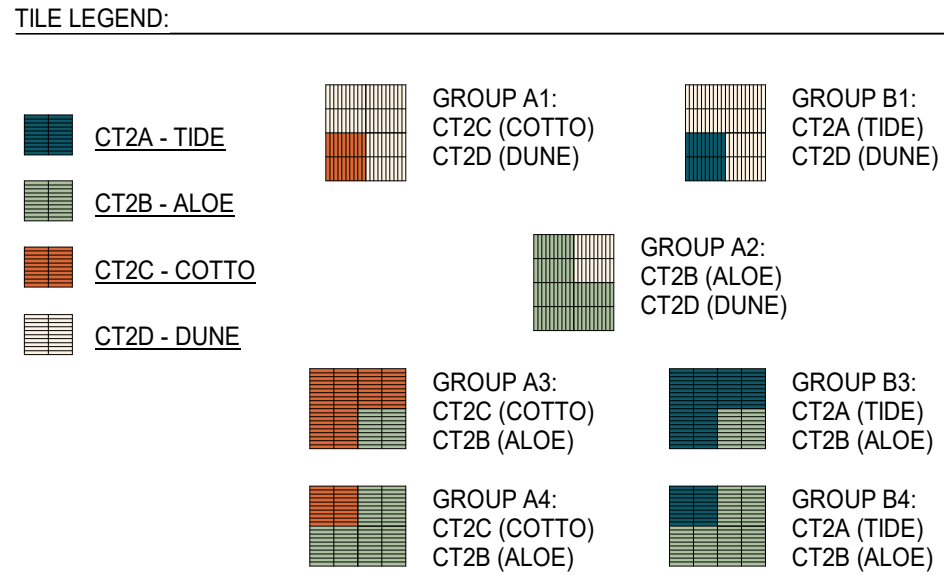 TILE LEGEND:
CT2A - TIDE
CT2B - ALOE
CT2C - COTTO
CT2D - DUNE
GROUP A1:
CT2C (COTTO)
CT2D (DUNE)
GROUP B1:
CT2A (TIDE)
CT2D (DUNE)
GROUP A2:
CT2B (ALOE)
CT2D (DUNE)
GROUP A3:
CT2C (COTTO)
CT2B (ALOE)
GROUP B3:
CT2A (TIDE)
CT2B (ALOE)
GROUP A4:
CT2C (COTTO)
CT2B (ALOE)
GROUP B4:
CT2A (TIDE)
CT2B (ALOE)